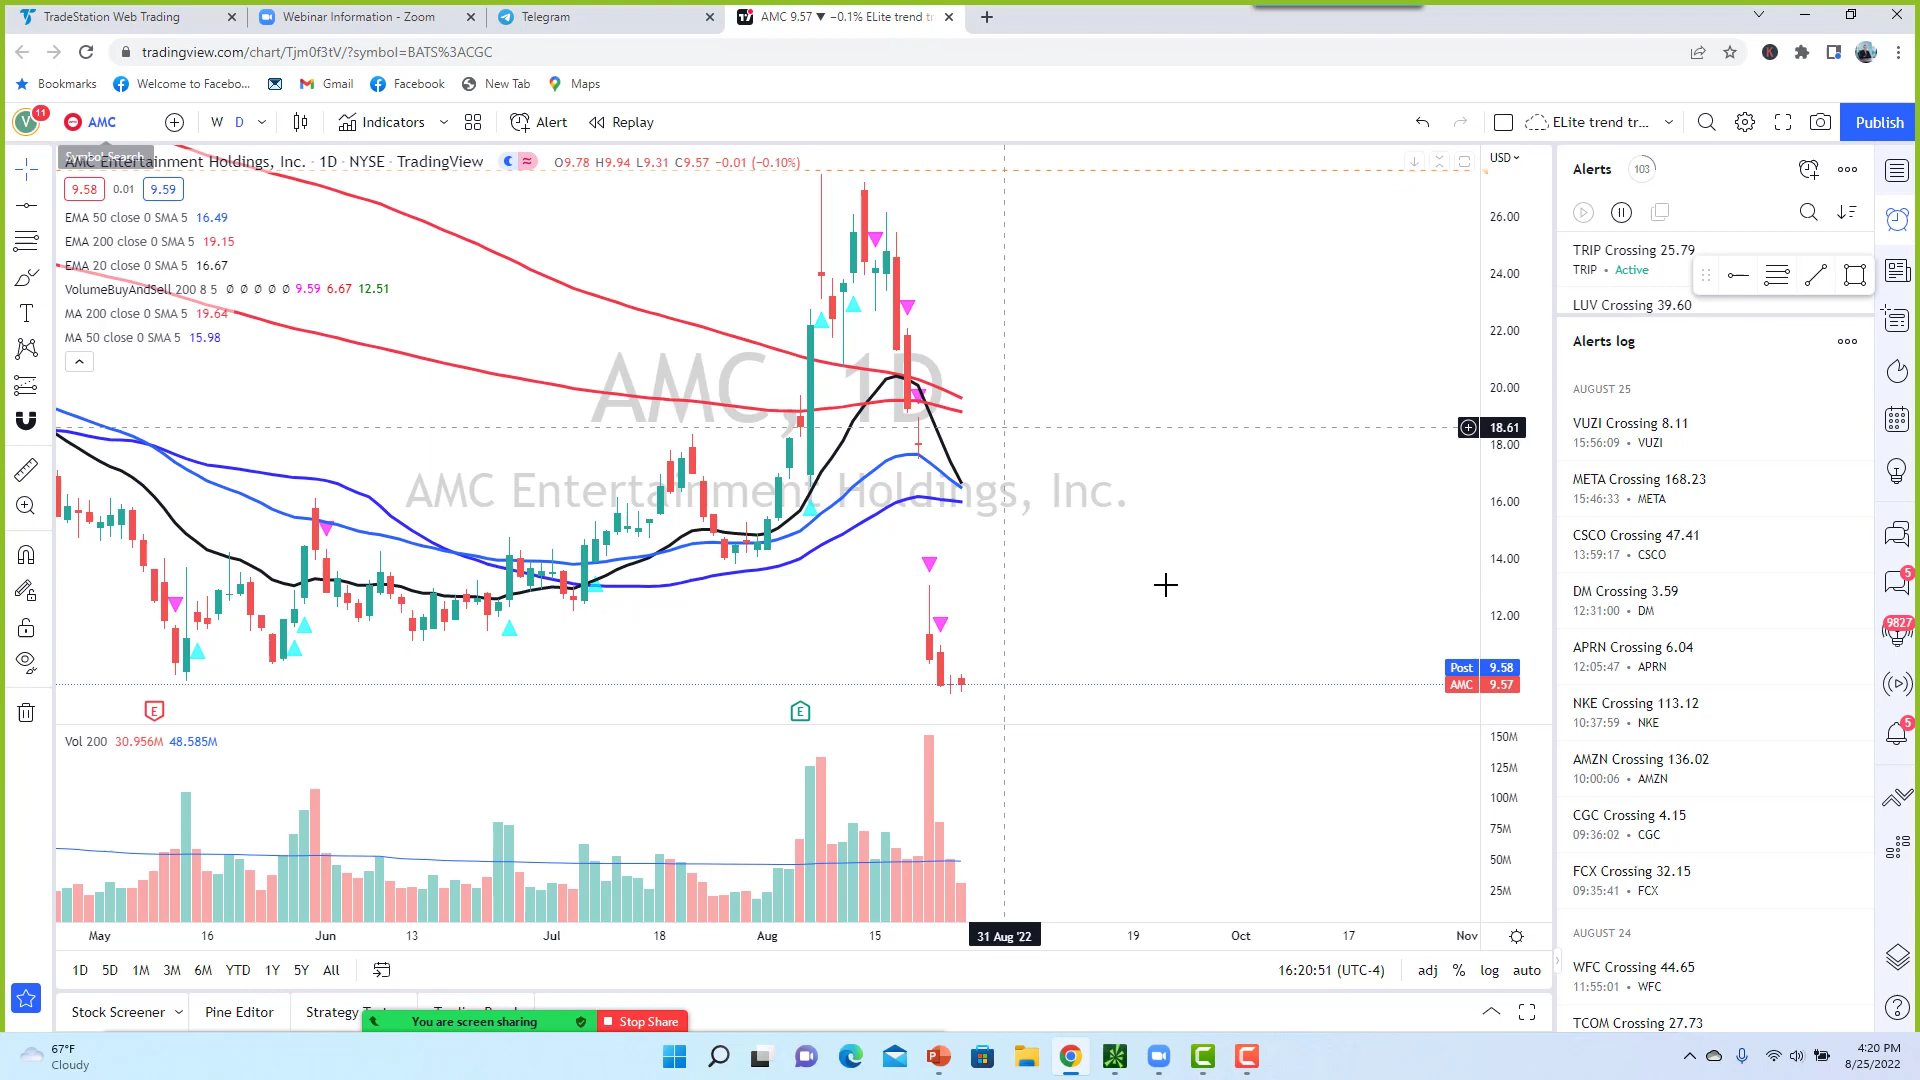 TradeStation Web Trading
Webinar Information - Zoom
Telegram
AMC 9.57 ▼ −0.1% ELite trend tr
tradingview.com/chart/Tjm0f3tV/?symbol=BATS%3ACGC
Bookmarks
Welcome to Facebo...
Gmail
Facebook
New Tab
Maps
V
11
AMC
W D
Indicators
Alert
Replay
ELite trend tr...
Publish
Symbol Search
AMC Entertainment Holdings, Inc. · 1D · NYSE · TradingView
O9.78 H9.94 L9.31 C9.57 −0.01 (−0.10%)
USD
9.58 0.01 9.59
EMA 50 close 0 SMA 5 16.49
EMA 200 close 0 SMA 5 19.15
EMA 20 close 0 SMA 5 16.67
VolumeBuyAndSell 200 8 5 Ø Ø Ø Ø Ø 9.59 6.67 12.51
MA 200 close 0 SMA 5 19.64
MA 50 close 0 SMA 5 15.98
AMC, 1D
AMC Entertainment Holdings, Inc.
26.00
24.00
22.00
20.00
18.61
18.00
16.00
14.00
12.00
Post 9.58
AMC 9.57
E
E
Vol 200 30.956M 48.585M
150M
125M
100M
75M
50M
25M
May 16 Jun 13 Jul 18 Aug 15 31 Aug '22 19 Oct 17 Nov
1D 5D 1M 3M 6M YTD 1Y 5Y All
16:20:51 (UTC-4)
adj % log auto
Stock Screener
Pine Editor
You are screen sharing
Stop Share
Alerts 103
TRIP Crossing 25.79
TRIP • Active
LUV Crossing 39.60
Alerts log
AUGUST 25
VUZI Crossing 8.11
15:56:09 • VUZI
META Crossing 168.23
15:46:33 • META
CSCO Crossing 47.41
13:59:17 • CSCO
DM Crossing 3.59
12:31:00 • DM
APRN Crossing 6.04
12:05:47 • APRN
NKE Crossing 113.12
10:37:59 • NKE
AMZN Crossing 136.02
10:00:06 • AMZN
CGC Crossing 4.15
09:36:02 • CGC
FCX Crossing 32.15
09:35:41 • FCX
AUGUST 24
WFC Crossing 44.65
11:55:01 • WFC
TCOM Crossing 27.73
5
9827
5
67°F
Cloudy
4:20 PM
8/25/2022